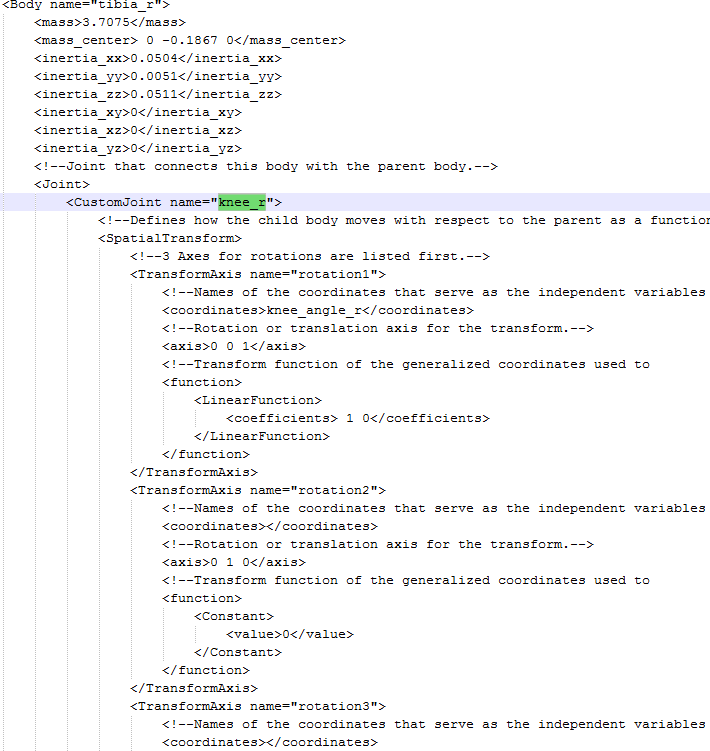 <Body name="tibia_r">
<mass>3.7075</mass>
<mass_center> 0 -0.1867 0</mass_center>
<inertia_xx>0.0504</inertia_xx>
<inertia_yy>0.0051</inertia_yy>
<inertia_zz>0.0511</inertia_zz>
<inertia_xy>0</inertia_xy>
<inertia_xz>0</inertia_xz>
<inertia_yz>0</inertia_yz>
<!--Joint that connects this body with the parent body.-->
<Joint>
<CustomJoint name="knee_r">
<!--Defines how the child body moves with respect to the parent as a function
<SpatialTransform>
<!--3 Axes for rotations are listed first.-->
<TransformAxis name="rotation1">
<!--Names of the coordinates that serve as the independent variables
<coordinates>knee_angle_r</coordinates>
<!--Rotation or translation axis for the transform.-->
<axis>0 0 1</axis>
<!--Transform function of the generalized coordinates used to
<function>
<LinearFunction>
<coefficients> 1 0</coefficients>
</LinearFunction>
</function>
</TransformAxis>
<TransformAxis name="rotation2">
<!--Names of the coordinates that serve as the independent variables
<coordinates></coordinates>
<!--Rotation or translation axis for the transform.-->
<axis>0 1 0</axis>
<!--Transform function of the generalized coordinates used to
<function>
<Constant>
<value>0</value>
</Constant>
</function>
</TransformAxis>
<TransformAxis name="rotation3">
<!--Names of the coordinates that serve as the independent variables
<coordinates></coordinates>